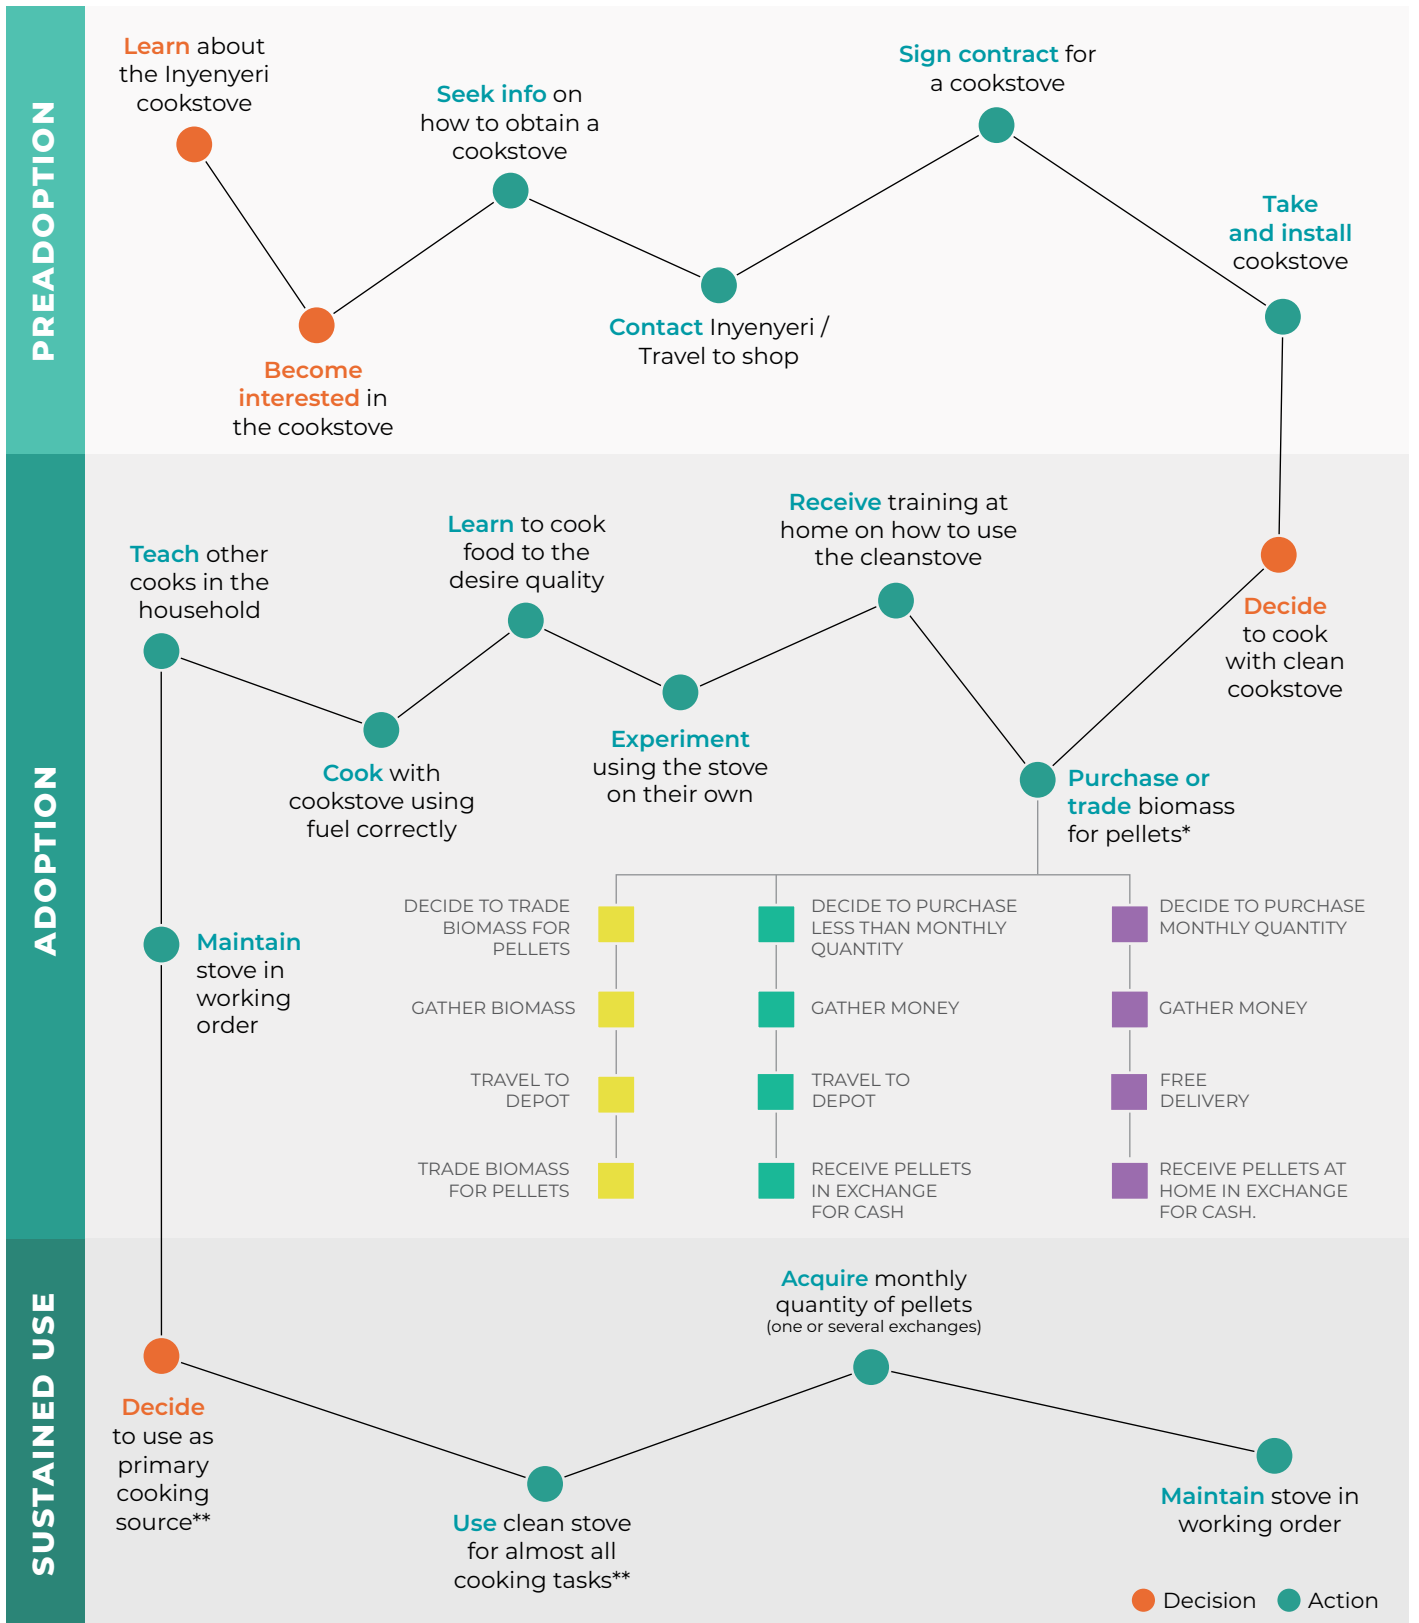 PREADOPTION
Learn about
the Inyenyeri
cookstove
Become
interested in
the cookstove
Seek info on
how to obtain a
cookstove
Contact Inyenyeri /
Travel to shop
Sign contract for
a cookstove
Take
and install
cookstove
ADOPTION
Decide
to cook
with clean
cookstove
Purchase or
trade biomass
for pellets*
DECIDE TO TRADE
BIOMASS FOR
PELLETS
GATHER BIOMASS
TRAVEL TO
DEPOT
TRADE BIOMASS
FOR PELLETS
DECIDE TO PURCHASE
LESS THAN MONTHLY
QUANTITY
GATHER MONEY
TRAVEL TO
DEPOT
RECEIVE PELLETS
IN EXCHANGE
FOR CASH
DECIDE TO PURCHASE
MONTHLY QUANTITY
GATHER MONEY
FREE
DELIVERY
RECEIVE PELLETS AT
HOME IN EXCHANGE
FOR CASH.
Receive training at
home on how to use
the cleanstove
Experiment
using the stove
on their own
Learn to cook
food to the
desire quality
Cook with
cookstove using
fuel correctly
Teach other
cooks in the
household
Maintain
stove in
working
order
SUSTAINED USE
Decide
to use as
primary
cooking
source**
Use clean stove
for almost all
cooking tasks**
Acquire monthly
quantity of pellets
(one or several exchanges)
Maintain stove in
working order
Decision
Action